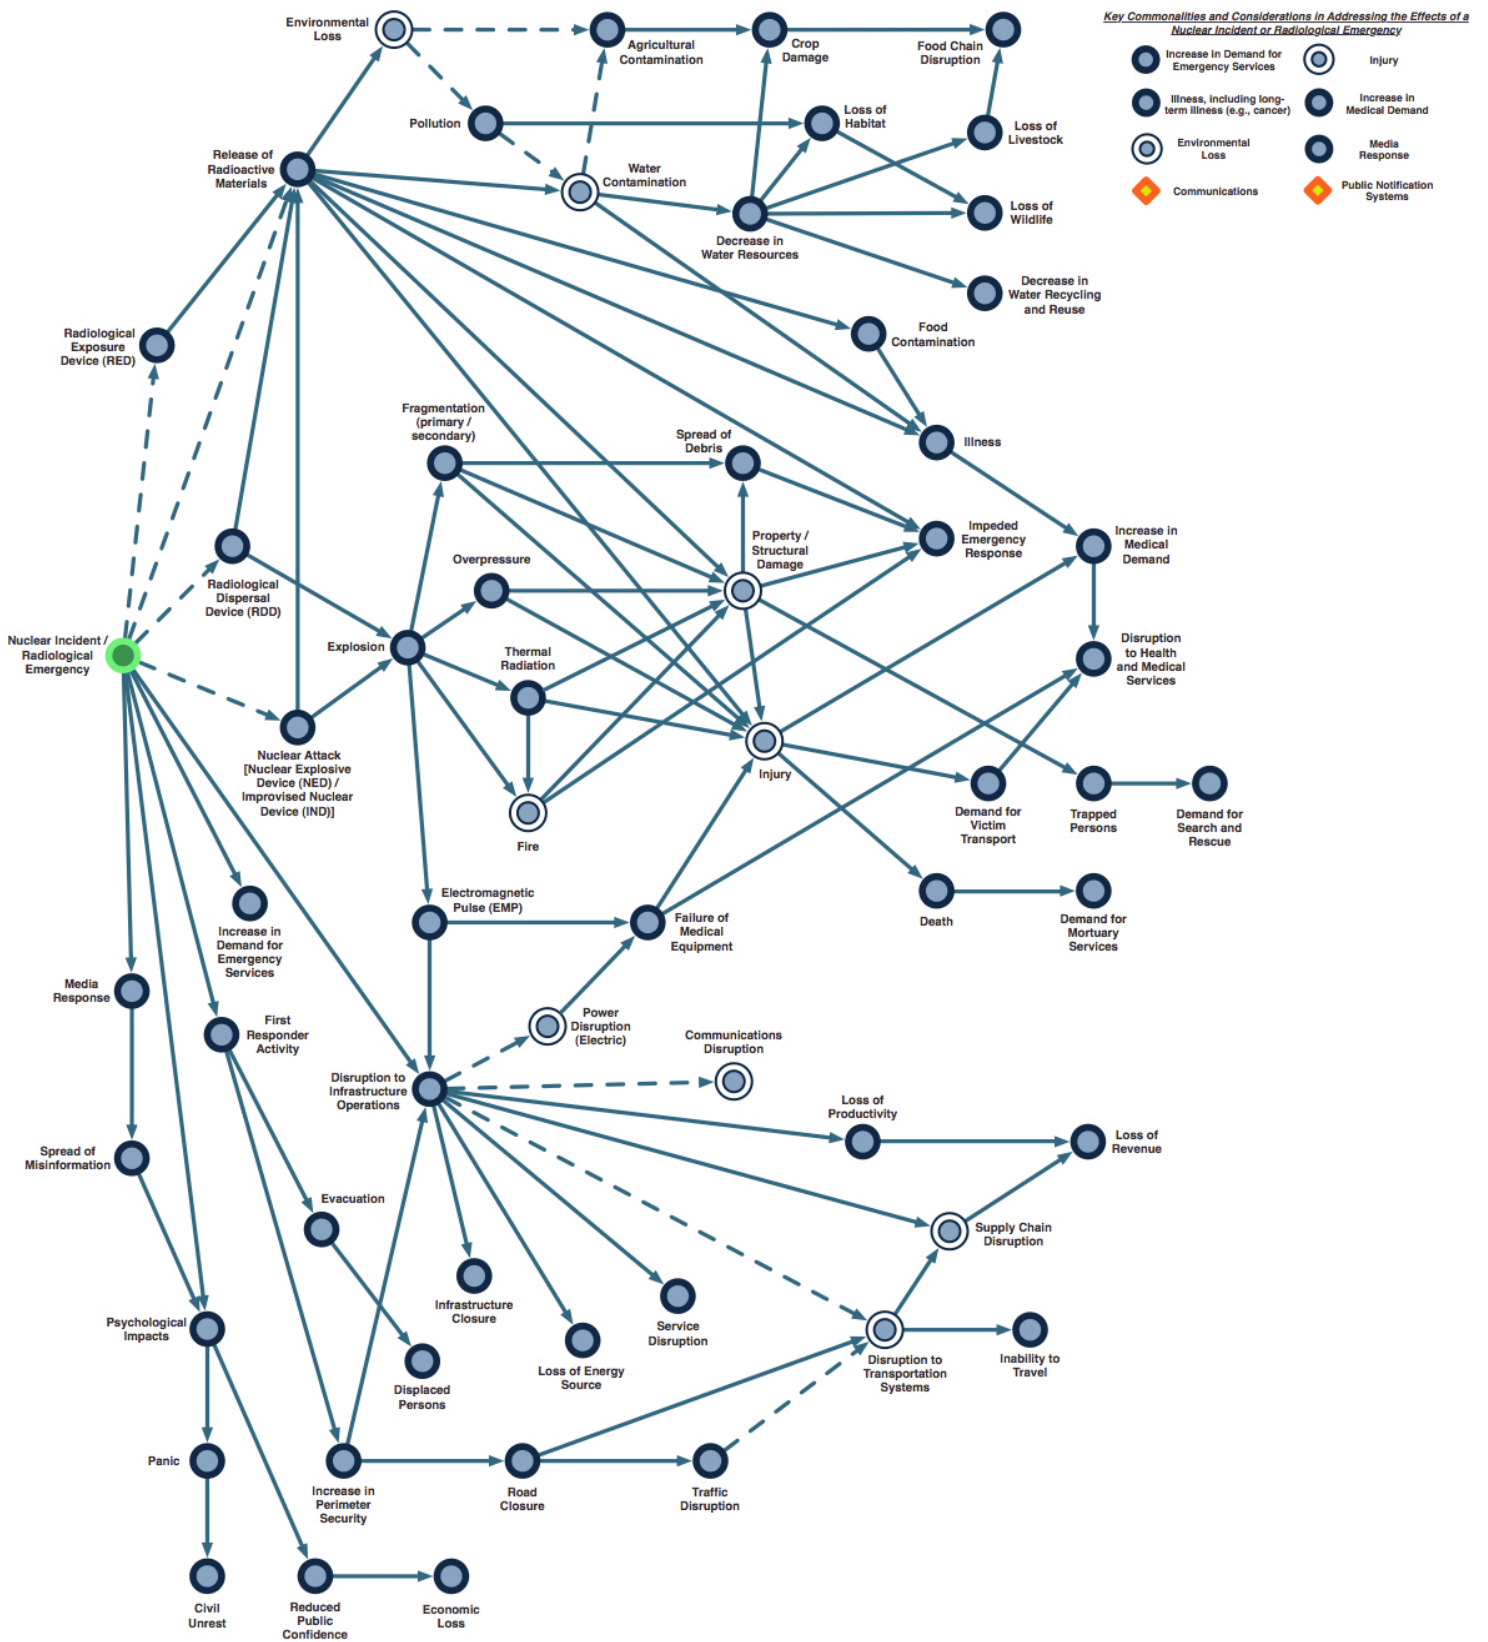 Key Commonalities and Considerations in Addressing the Effects of a
Nuclear Incident or Radiological Emergency
Increase in Demand for
Emergency Services
Injury
Illness, including long-
term illness (e.g., cancer)
Increase in
Medical Demand
Environmental
Loss
Media
Response
Communications
Public Notification
Systems
Environmental
Loss
Agricultural
Contamination
Crop
Damage
Food Chain
Disruption
Pollution
Loss of
Habitat
Loss of
Livestock
Release of
Radioactive
Materials
Water
Contamination
Loss of
Wildlife
Decrease in
Water Resources
Decrease in
Water Recycling
and Reuse
Radiological
Exposure
Device (RED)
Food
Contamination
Fragmentation
(primary /
secondary)
Spread of
Debris
Illness
Impeded
Emergency
Response
Increase in
Medical
Demand
Property /
Structural
Damage
Overpressure
Radiological
Dispersal
Device (RDD)
Nuclear Incident /
Radiological
Emergency
Explosion
Thermal
Radiation
Disruption
to Health
and Medical
Services
Nuclear Attack
[Nuclear Explosive
Device (NED) /
Improvised Nuclear
Device (IND)]
Injury
Fire
Demand for
Victim
Transport
Trapped
Persons
Demand for
Search and
Rescue
Electromagnetic
Pulse (EMP)
Failure of
Medical
Equipment
Death
Demand for
Mortuary
Services
Increase in
Demand for
Emergency
Services
Media
Response
First
Responder
Activity
Power
Disruption
(Electric)
Communications
Disruption
Disruption to
Infrastructure
Operations
Loss of
Productivity
Loss of
Revenue
Spread of
Misinformation
Evacuation
Supply Chain
Disruption
Infrastructure
Closure
Service
Disruption
Psychological
Impacts
Loss of Energy
Source
Disruption to
Transportation
Systems
Inability to
Travel
Displaced
Persons
Panic
Increase in
Perimeter
Security
Road
Closure
Traffic
Disruption
Civil
Unrest
Reduced
Public
Confidence
Economic
Loss